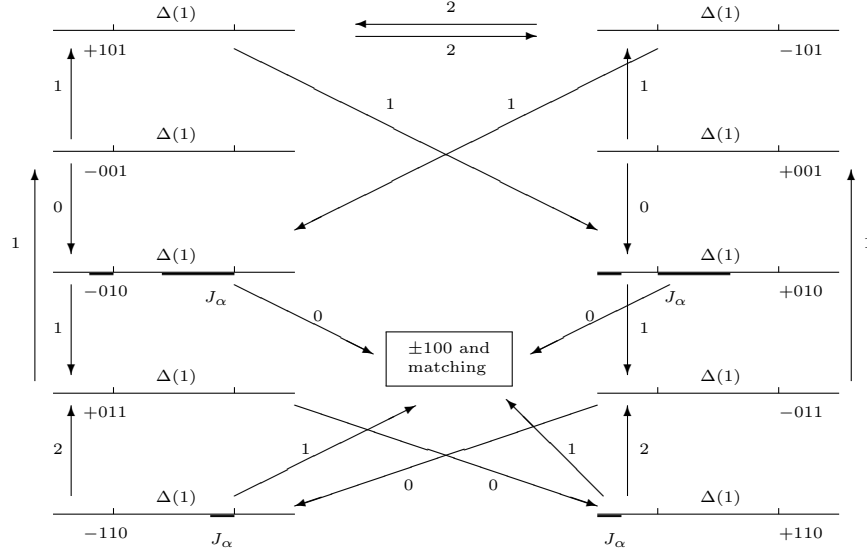 Δ(1) 2 Δ(1)
+101 2 −101
1 1 1 1
Δ(1) Δ(1)
−001 +001
0 0
1 1
Δ(1) Δ(1)
−010 J_α J_α +010
1 0 0 1
±100 and
matching
Δ(1) Δ(1)
+011 −011
2 1 1 2
0 0
Δ(1) Δ(1)
−110 J_α J_α +110